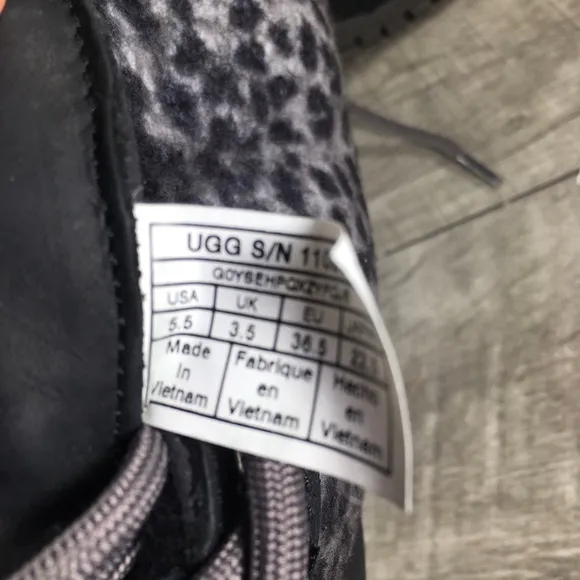 UGG S/N
USA UK EU
5.5 3.5 36.5
Made Fabrique Hecho
in en en
Vietnam Vietnam Vietnam